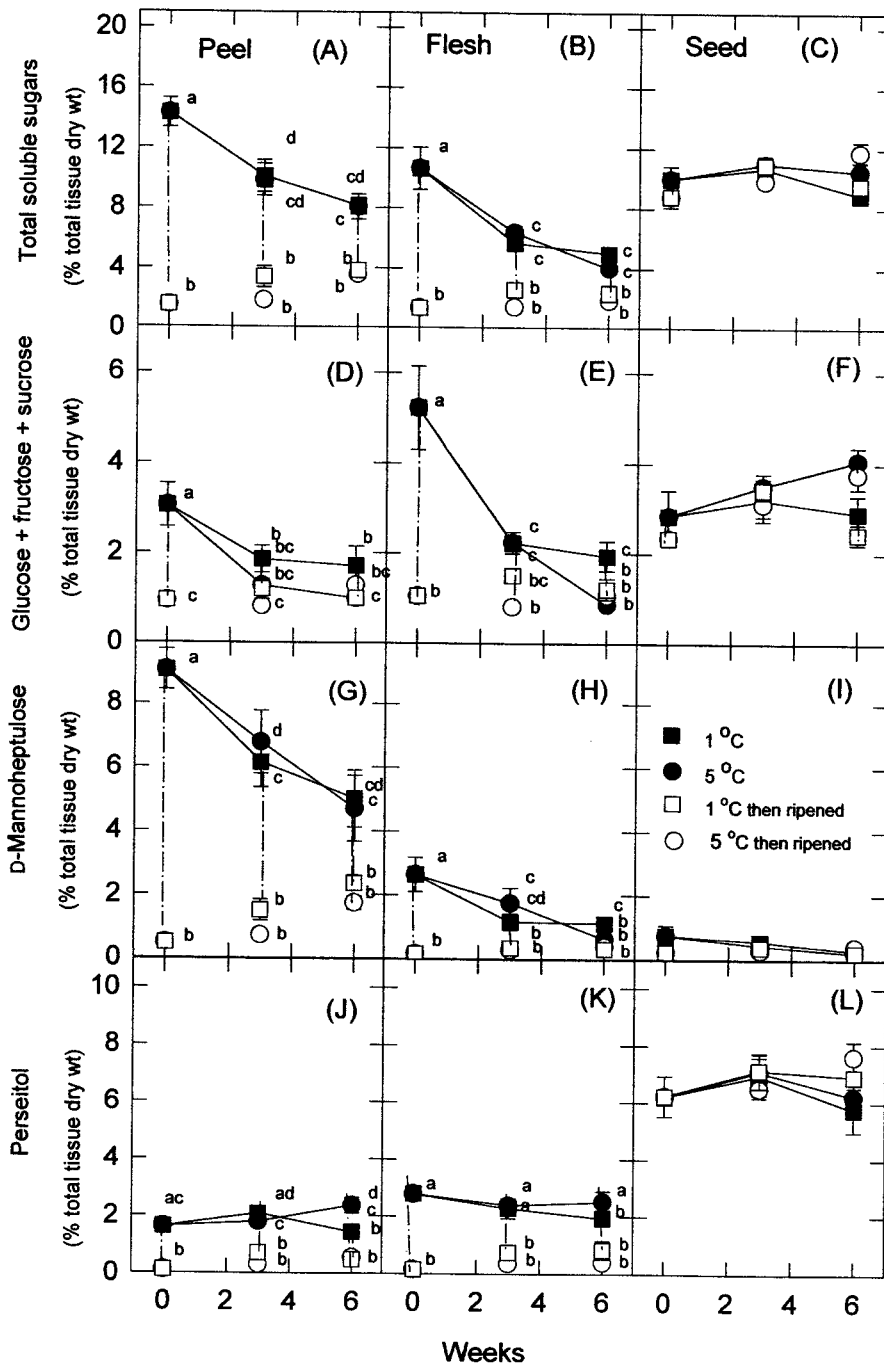 Peel (A) Flesh (B) Seed (C)
Total soluble sugars
(% total tissue dry wt)
20
16
12
8
4
0
a
d
cd
cd
c
b
b
b
b
b
a
c
c
c
c
b
b
b
b
b
(D) (E) (F)
Glucose + fructose + sucrose
(% total tissue dry wt)
6
4
2
0
a
b
bc
bc
c
c
b
bc
c
a
c
c
bc
b
b
c
b
b
b
(G) (H) (I)
D-Mannoheptulose
(% total tissue dry wt)
8
6
4
2
0
a
d
c
b
b
b
cd
c
b
b
a
c
cd
b
b
b
c
b
b
b
1 °C
5 °C
1 °C then ripened
5 °C then ripened
(J) (K) (L)
Perseitol
(% total tissue dry wt)
10
8
6
4
2
0
ac
b
ad
c
b
b
d
c
b
b
a
b
a
a
b
b
a
b
b
b
0 2 4 6 0 2 4 6 0 2 4 6
Weeks